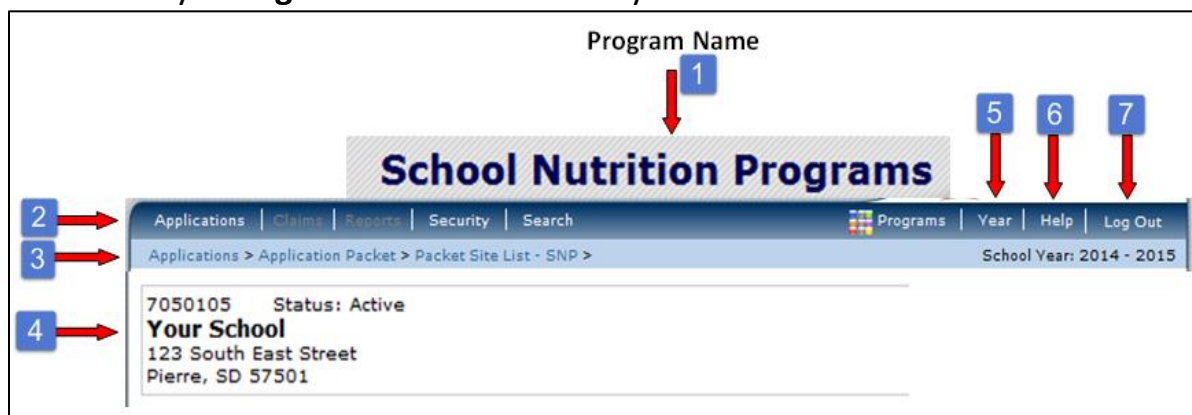 Program Name
1
5 6 7
School Nutrition Programs
2
Applications | Claims | Reports | Security | Search Programs | Year | Help | Log Out
3
Applications > Application Packet > Packet Site List - SNP > School Year: 2014 - 2015
7050105 Status: Active
4
Your School
123 South East Street
Pierre, SD 57501